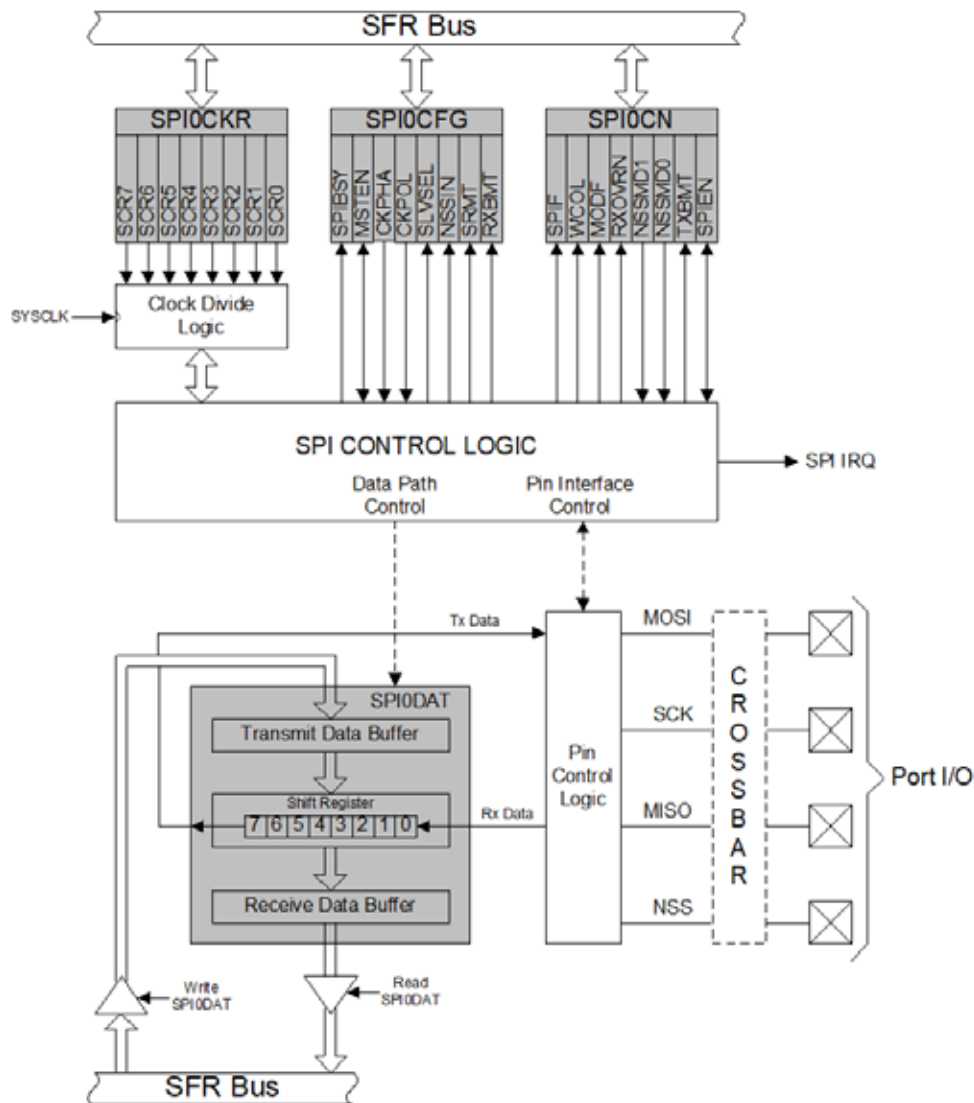 SFR Bus
SPI0CKR
SCR7
SCR6
SCR5
SCR4
SCR3
SCR2
SCR1
SCR0
SPI0CFG
SPIBSY
MSTEN
CKPHA
CKPOL
SLVSEL
NSSIN
SRMT
RXBMT
SPI0CN
SPIF
WCOL
MODF
RXOVRN
NSSMD1
NSSMD0
TXBMT
SPIEN
SYSCLK
Clock Divide
Logic
SPI CONTROL LOGIC
Data Path
Control
Pin Interface
Control
SPI IRQ
Tx Data
SPI0DAT
Transmit Data Buffer
Shift Register
7 6 5 4 3 2 1 0
Rx Data
Receive Data Buffer
Pin
Control
Logic
MOSI
SCK
MISO
NSS
CROSSBAR
Port I/O
Write
SPI0DAT
Read
SPI0DAT
SFR Bus